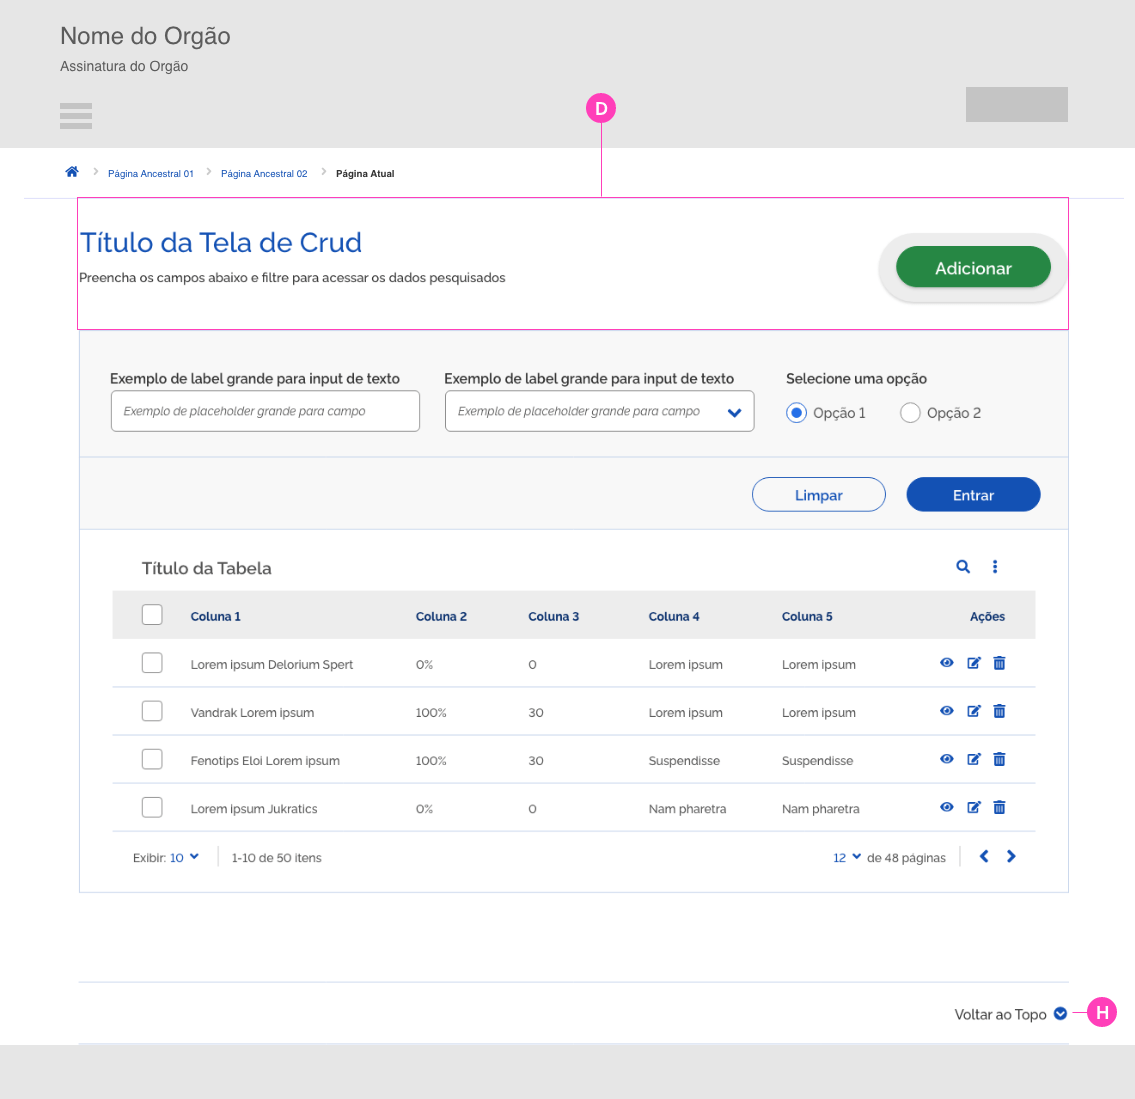 Nome do Orgão
Assinatura do Orgão
D
Página Ancestral 01 Página Ancestral 02 Página Atual
Título da Tela de Crud
Preencha os campos abaixo e filtre para acessar os dados pesquisados
Adicionar
Exemplo de label grande para input de texto Exemplo de label grande para input de texto Selecione uma opção
Exemplo de placeholder grande para campo Exemplo de placeholder grande para campo Opção 1 Opção 2
Limpar Entrar
Título da Tabela
Coluna 1 Coluna 2 Coluna 3 Coluna 4 Coluna 5 Ações
Lorem ipsum Delorium Spert 0% 0 Lorem ipsum Lorem ipsum
Vandrak Lorem ipsum 100% 30 Lorem ipsum Lorem ipsum
Fenotips Eloi Lorem ipsum 100% 30 Suspendisse Suspendisse
Lorem ipsum Jukratics 0% 0 Nam pharetra Nam pharetra
Exibir: 10 1-10 de 50 itens 12 de 48 páginas
Voltar ao Topo H